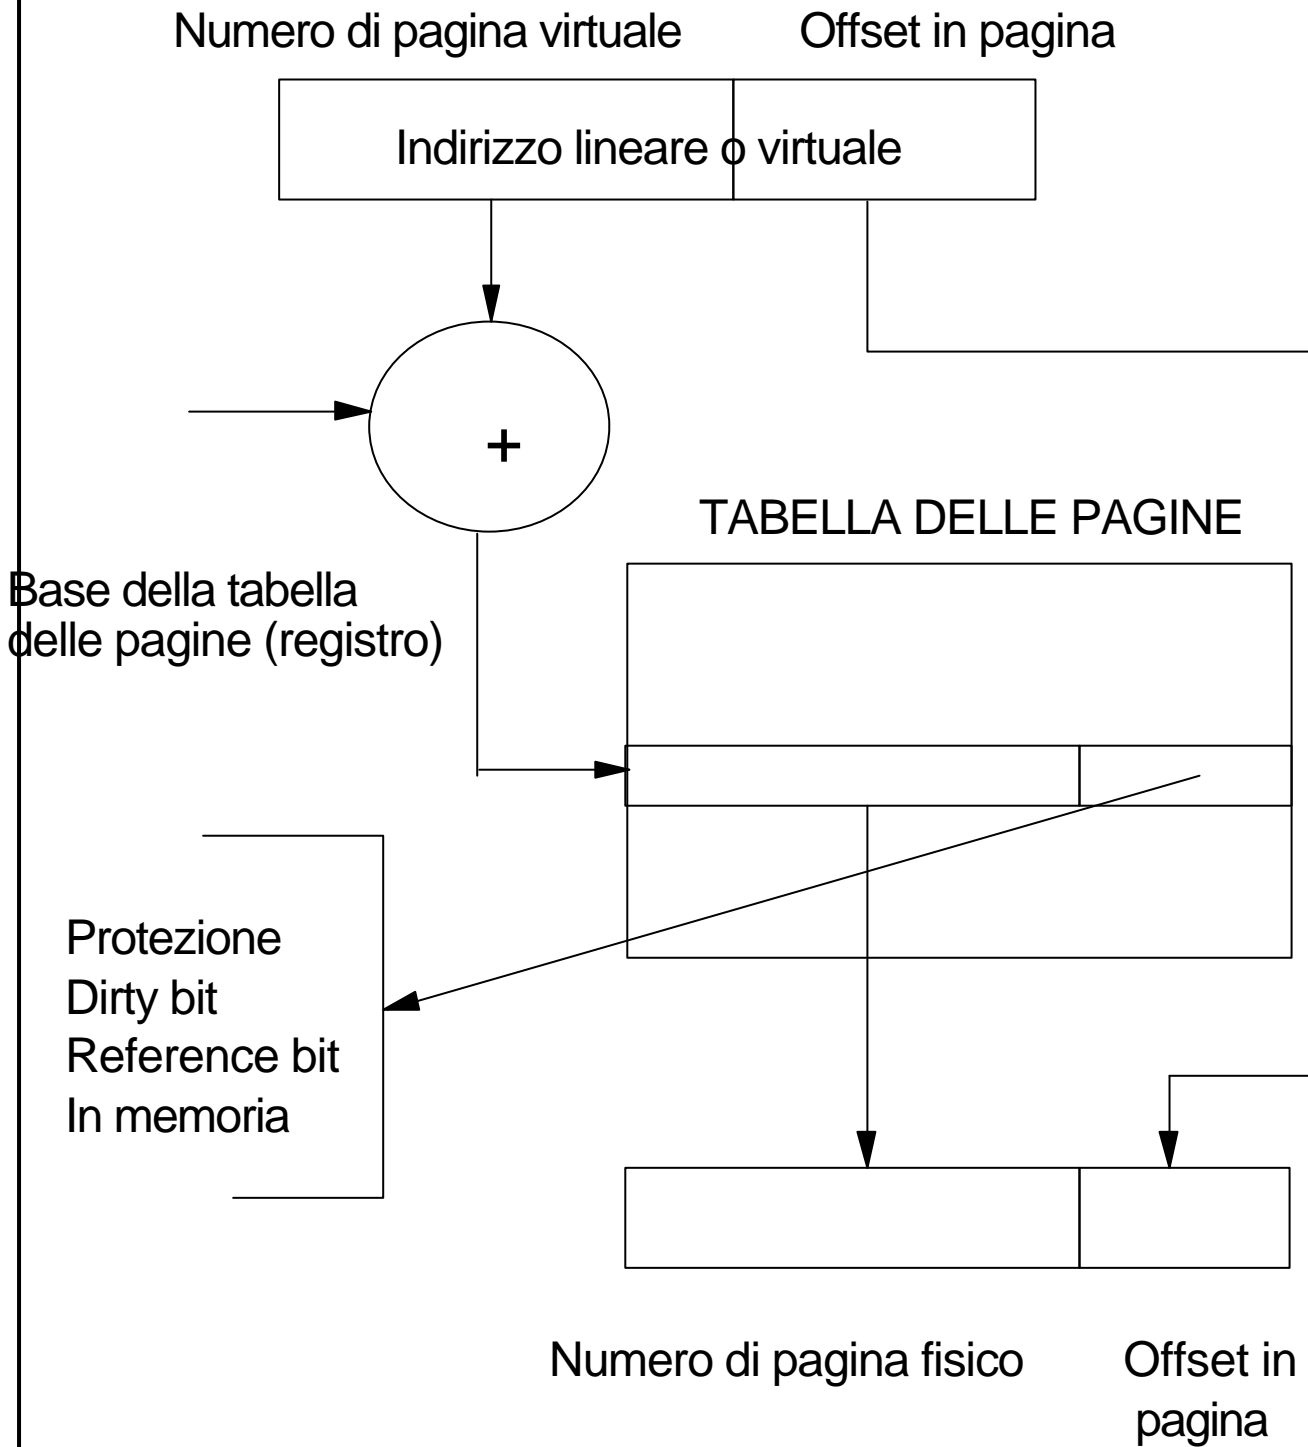 Numero di pagina virtuale
Offset in pagina
Indirizzo lineare o virtuale
+
TABELLA DELLE PAGINE
Base della tabella
delle pagine (registro)
Protezione
Dirty bit
Reference bit
In memoria
Numero di pagina fisico
Offset in
pagina